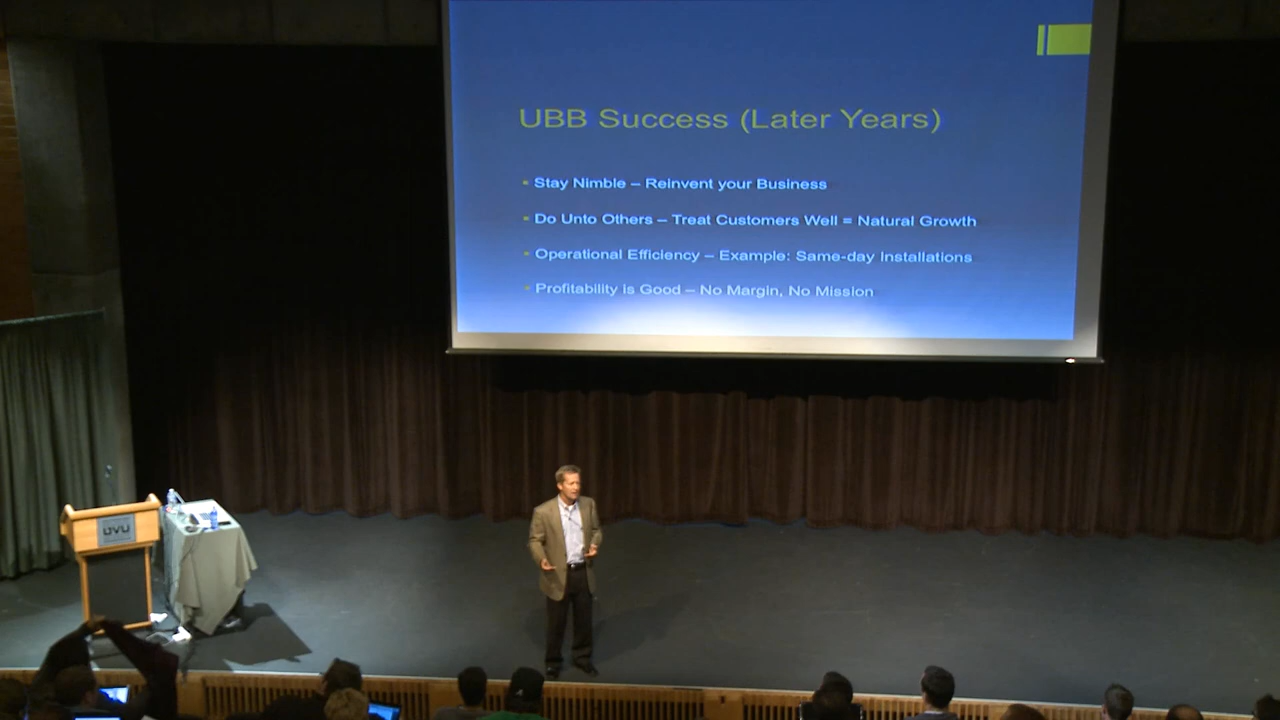 UBB Success (Later Years)
Stay Nimble – Reinvent your Business
Do Unto Others – Treat Customers Well = Natural Growth
Operational Efficiency – Example: Same-day Installations
Profitability is Good – No Margin, No Mission
UVU